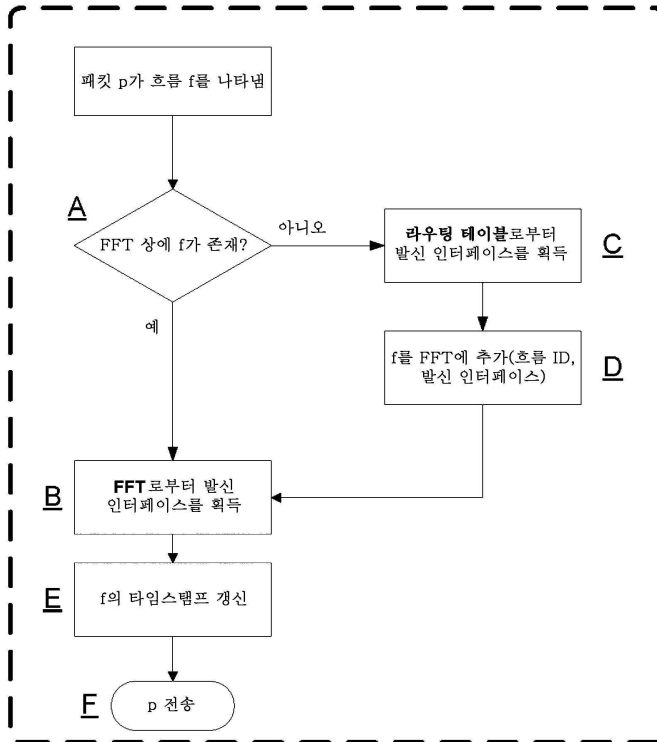 패킷 p가 흐름 f를 나타냄
A
FFT 상에 f가 존재?
아니오
라우팅 테이블로부터
발신 인터페이스를 획득
C
예
f를 FFT에 추가(흐름 ID,
발신 인터페이스)
D
B
FFT로부터 발신
인터페이스를 획득
E
f의 타임스탬프 갱신
F
p 전송